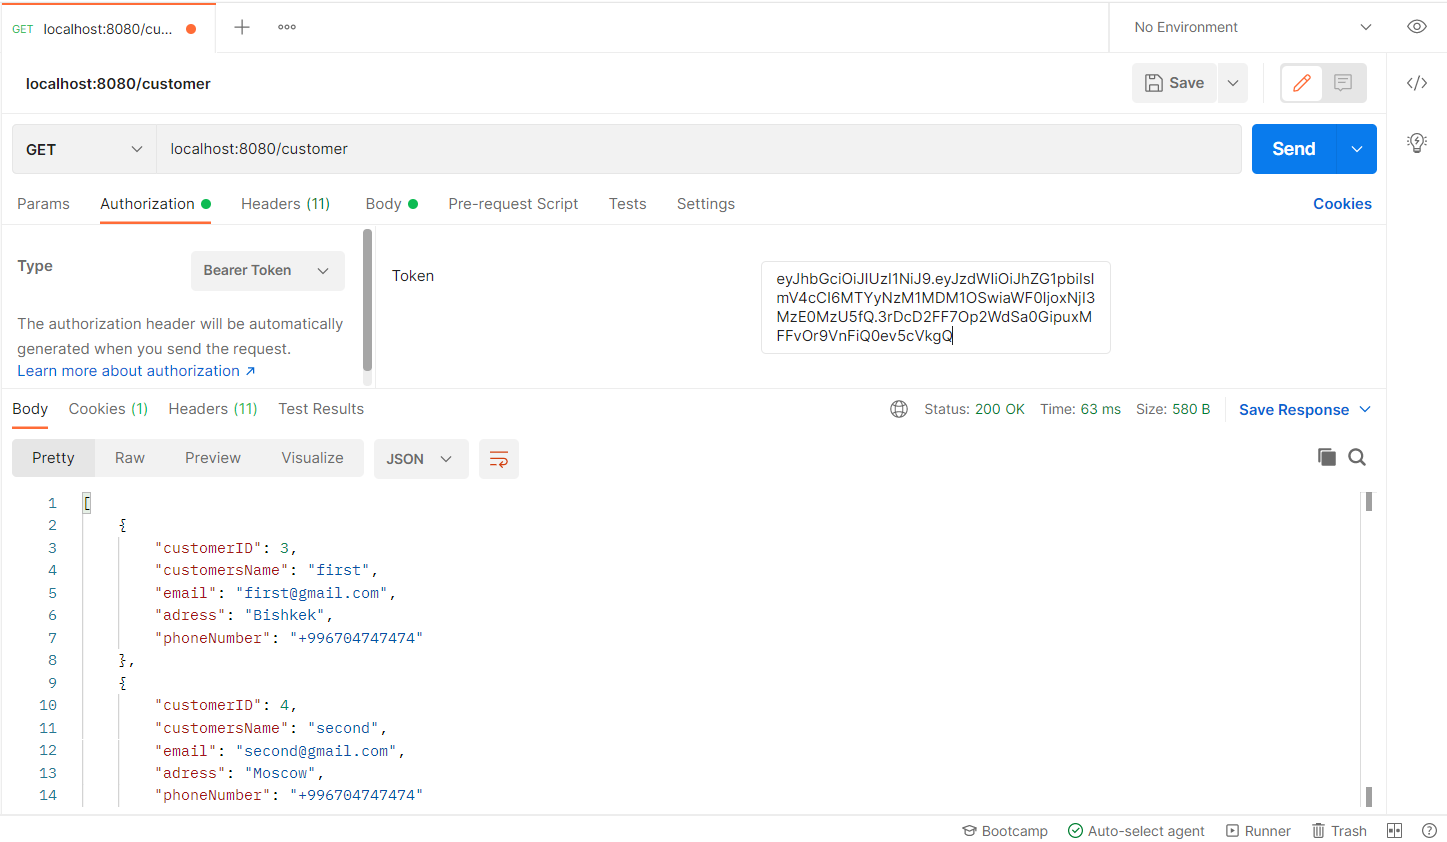 GET localhost:8080/cu...
No Environment
localhost:8080/customer
Save
GET
localhost:8080/customer
Send
Params Authorization Headers (11) Body Pre-request Script Tests Settings Cookies
Type
Bearer Token
The authorization header will be automatically
generated when you send the request.
Learn more about authorization ↗
Token
eyJhbGciOiJIUzI1NiJ9.eyJzdWIiOiJhZG1pbiIsI
mV4cCI6MTYyNzM1MDM1OSwiaWF0IjoxNjI3
MzE0MzU5fQ.3rDcD2FF7Op2WdSa0GipuxM
FFvOr9VnFiQ0ev5cVkgQ
Body Cookies (1) Headers (11) Test Results
Status: 200 OK Time: 63 ms Size: 580 B Save Response
Pretty Raw Preview Visualize JSON
1 [
2 {
3 "customerID": 3,
4 "customersName": "first",
5 "email": "first@gmail.com",
6 "adress": "Bishkek",
7 "phoneNumber": "+996704747474"
8 },
9 {
10 "customerID": 4,
11 "customersName": "second",
12 "email": "second@gmail.com",
13 "adress": "Moscow",
14 "phoneNumber": "+996704747474"
Bootcamp Auto-select agent Runner Trash